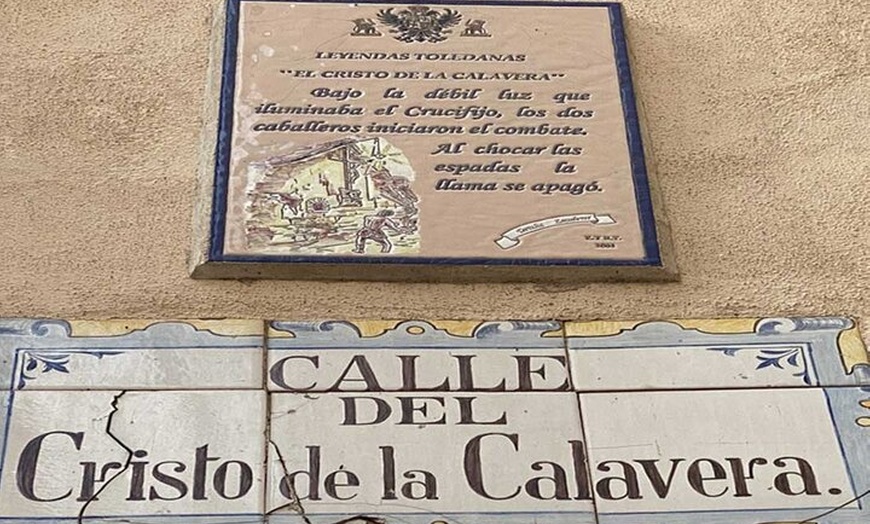 LEYENDAS TOLEDANAS
"EL CRISTO DE LA CALAVERA"
Bajo la débil luz que
iluminaba el Crucifijo, los dos
caballeros iniciaron el combate.
Al chocar las
espadas la
llama se apagó.
CALLE
DEL
Cristo dé la Calavera.